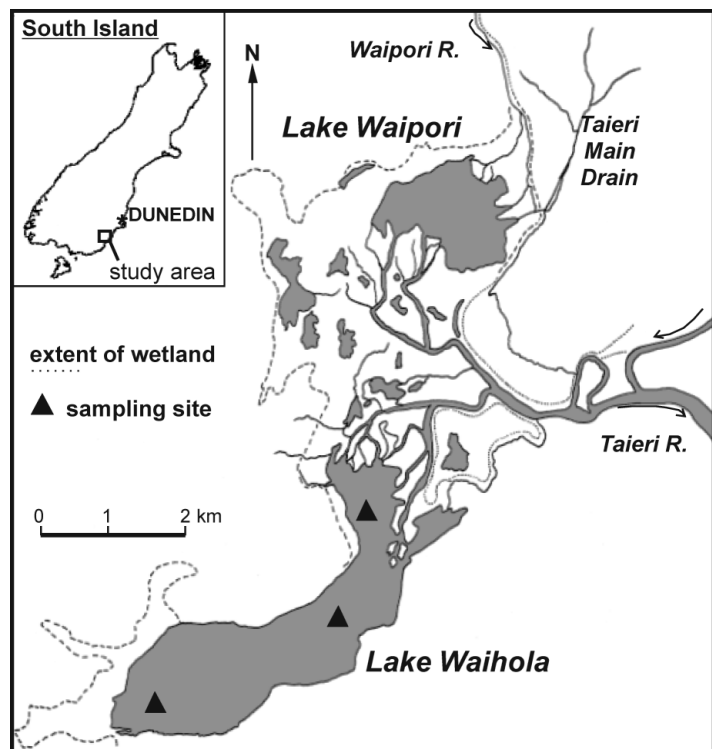 South Island
DUNEDIN
study area
N
Waipori R.
Lake Waipori
Taieri
Main
Drain
extent of wetland
sampling site
Taieri R.
0 1 2 km
Lake Waihola